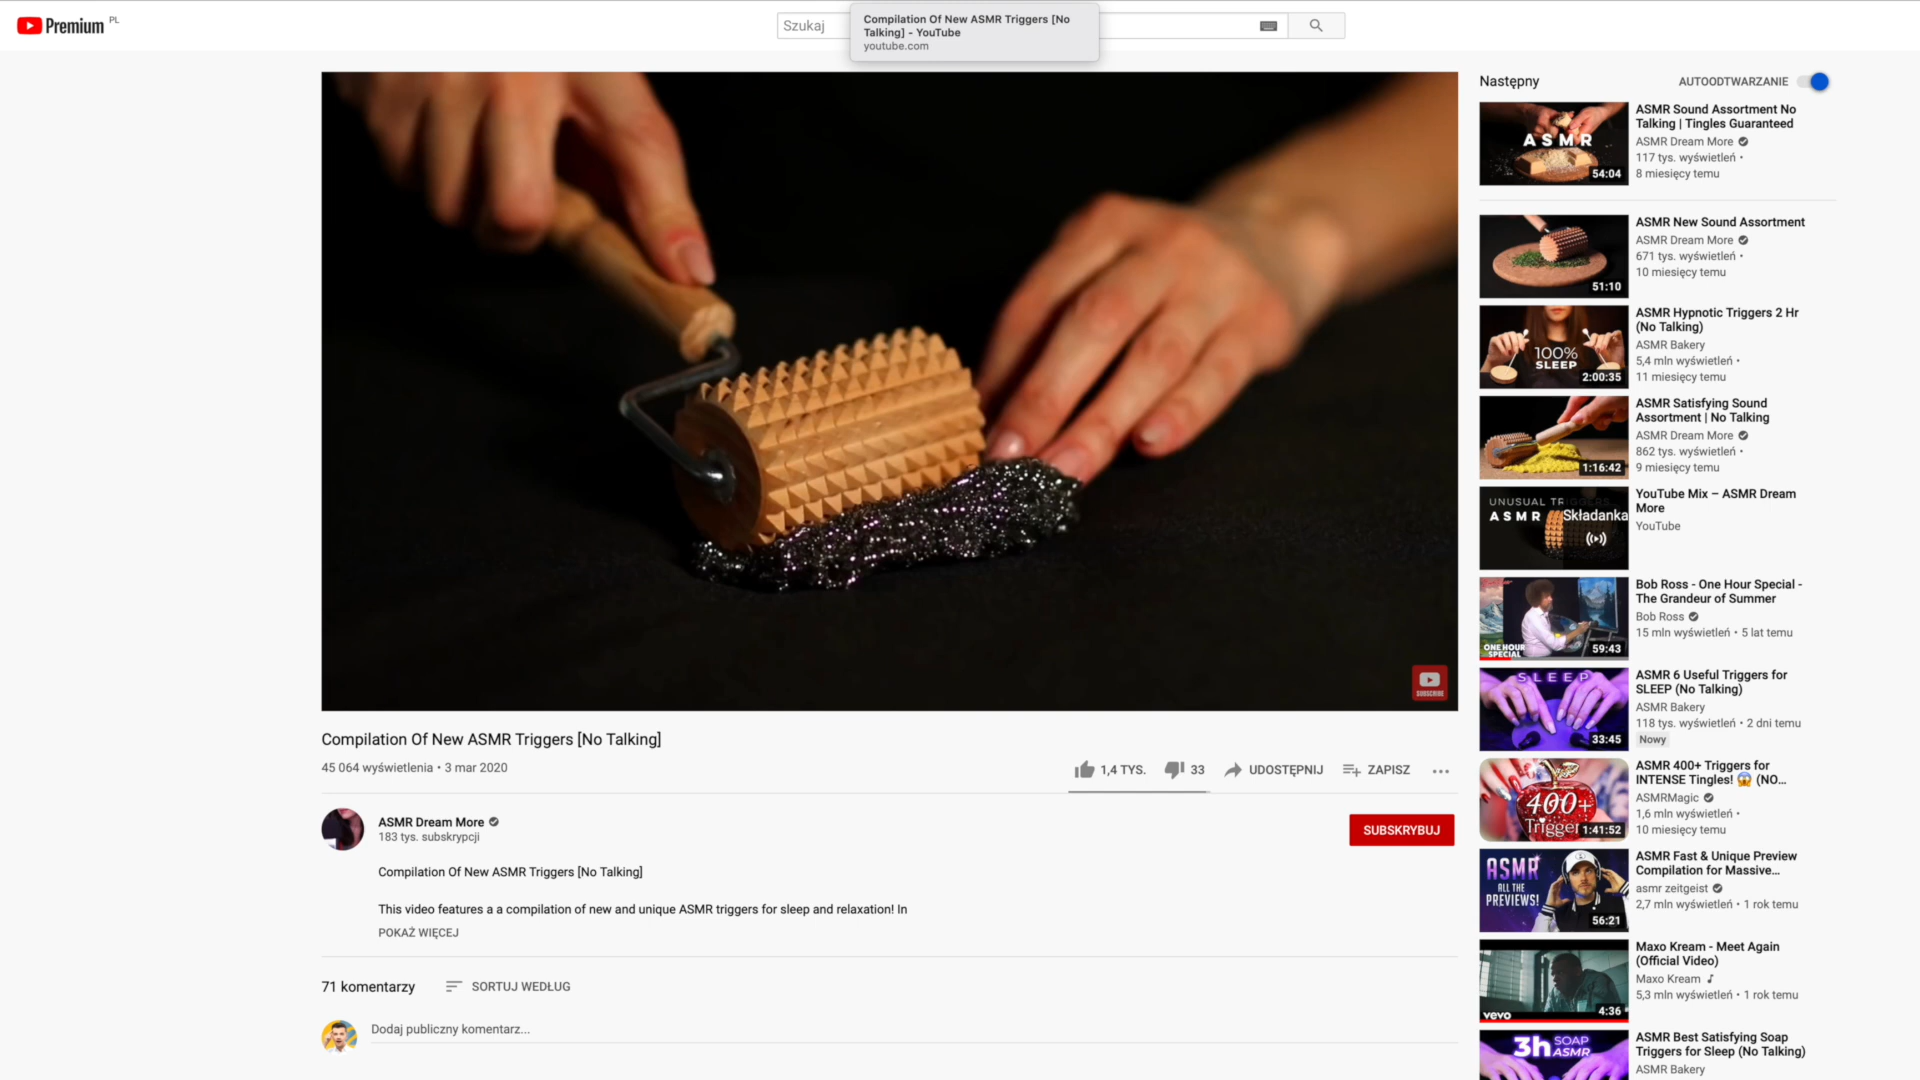 Premium PL
Szukaj
Compilation Of New ASMR Triggers [No
Talking] - YouTube
youtube.com
SUBSCRIBE
Compilation Of New ASMR Triggers [No Talking]
45 064 wyświetlenia • 3 mar 2020
1,4 TYS.
33
UDOSTĘPNIJ
ZAPISZ
ASMR Dream More
183 tys. subskrypcji
SUBSKRYBUJ
Compilation Of New ASMR Triggers [No Talking]
This video features a a compilation of new and unique ASMR triggers for sleep and relaxation! In
POKAŻ WIĘCEJ
71 komentarzy
SORTUJ WEDŁUG
Dodaj publiczny komentarz...
Następny
AUTOODTWARZANIE
ASMR
54:04
ASMR Sound Assortment No
Talking | Tingles Guaranteed
ASMR Dream More
117 tys. wyświetleń •
8 miesięcy temu
51:10
ASMR New Sound Assortment
ASMR Dream More
671 tys. wyświetleń •
10 miesięcy temu
100%
SLEEP
2:00:35
ASMR Hypnotic Triggers 2 Hr
(No Talking)
ASMR Bakery
5,4 mln wyświetleń •
11 miesięcy temu
1:16:42
ASMR Satisfying Sound
Assortment | No Talking
ASMR Dream More
862 tys. wyświetleń •
9 miesięcy temu
UNUSUAL TRIGGERS
ASMR
Składanka
YouTube Mix – ASMR Dream
More
YouTube
ONE HOUR
SPECIAL
59:43
Bob Ross - One Hour Special -
The Grandeur of Summer
Bob Ross
15 mln wyświetleń • 5 lat temu
SLEEP
33:45
ASMR 6 Useful Triggers for
SLEEP (No Talking)
ASMR Bakery
118 tys. wyświetleń • 2 dni temu
Nowy
400+
Trigger
1:41:52
ASMR 400+ Triggers for
INTENSE Tingles! 😱 (NO...
ASMRMagic
1,6 mln wyświetleń •
10 miesięcy temu
ASMR
ALL THE
PREVIEWS!
56:21
ASMR Fast & Unique Preview
Compilation for Massive...
asmr zeitgeist
2,7 mln wyświetleń • 1 rok temu
vevo
4:36
Maxo Kream - Meet Again
(Official Video)
Maxo Kream
5,3 mln wyświetleń • 1 rok temu
3h SOAP
ASMR
ASMR Best Satisfying Soap
Triggers for Sleep (No Talking)
ASMR Bakery